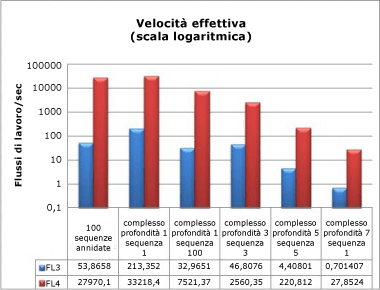 Velocità effettiva
(scala logaritmica)
Flussi di lavoro/sec
100000
10000
1000
100
10
1
0,1
100 sequenze annidate
complesso profondità 1 sequenza 1
complesso profondità 1 sequenza 100
complesso profondità 3 sequenza 3
complesso profondità 5 sequenza 5
complesso profondità 7 sequenza 1
FL3 53,8658 213,352 32,9651 46,8076 4,40801 0,701407
FL4 27970,1 33218,4 7521,37 2560,35 220,812 27,8524